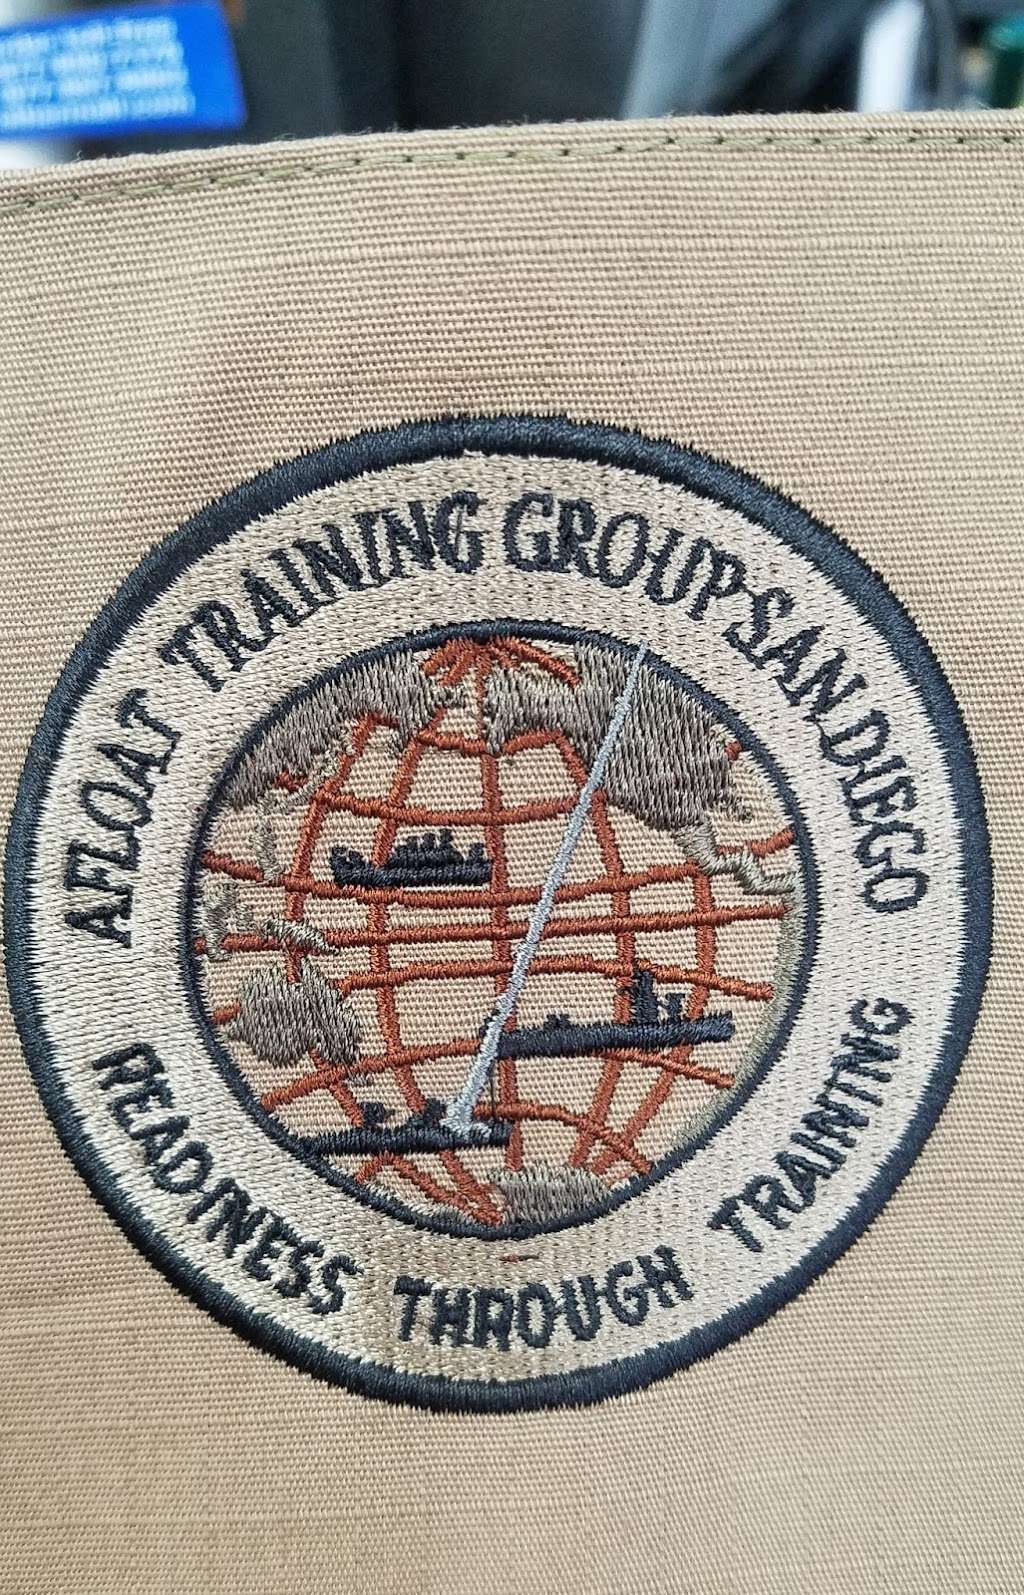 AFLOAT TRAINING GROUP SAN DIEGO
READINESS THROUGH TRAINING